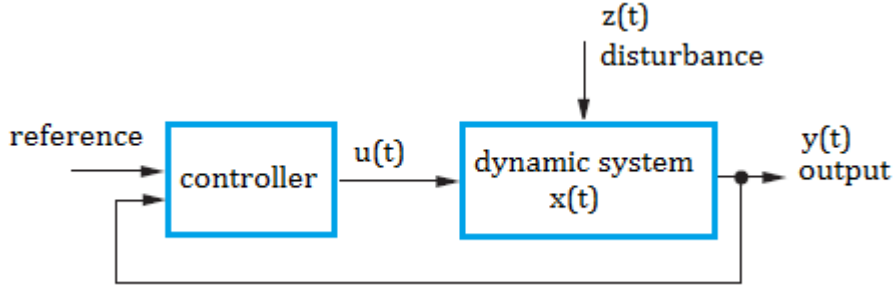 z(t)
disturbance
reference
controller
u(t)
dynamic system
x(t)
y(t)
output